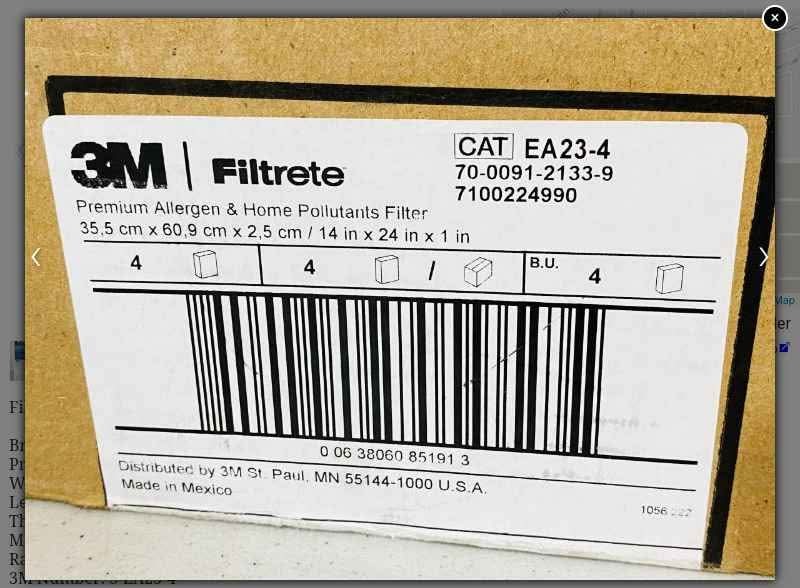 3M | Filtrete
CAT EA23-4
70-0091-2133-9
7100224990
Premium Allergen & Home Pollutants Filter
35,5 cm x 60,9 cm x 2,5 cm / 14 in x 24 in x 1 in
4 4 / B.U. 4
0 06 38060 85191 3
Distributed by 3M St. Paul, MN 55144-1000 U.S.A.
Made in Mexico
1056
Map